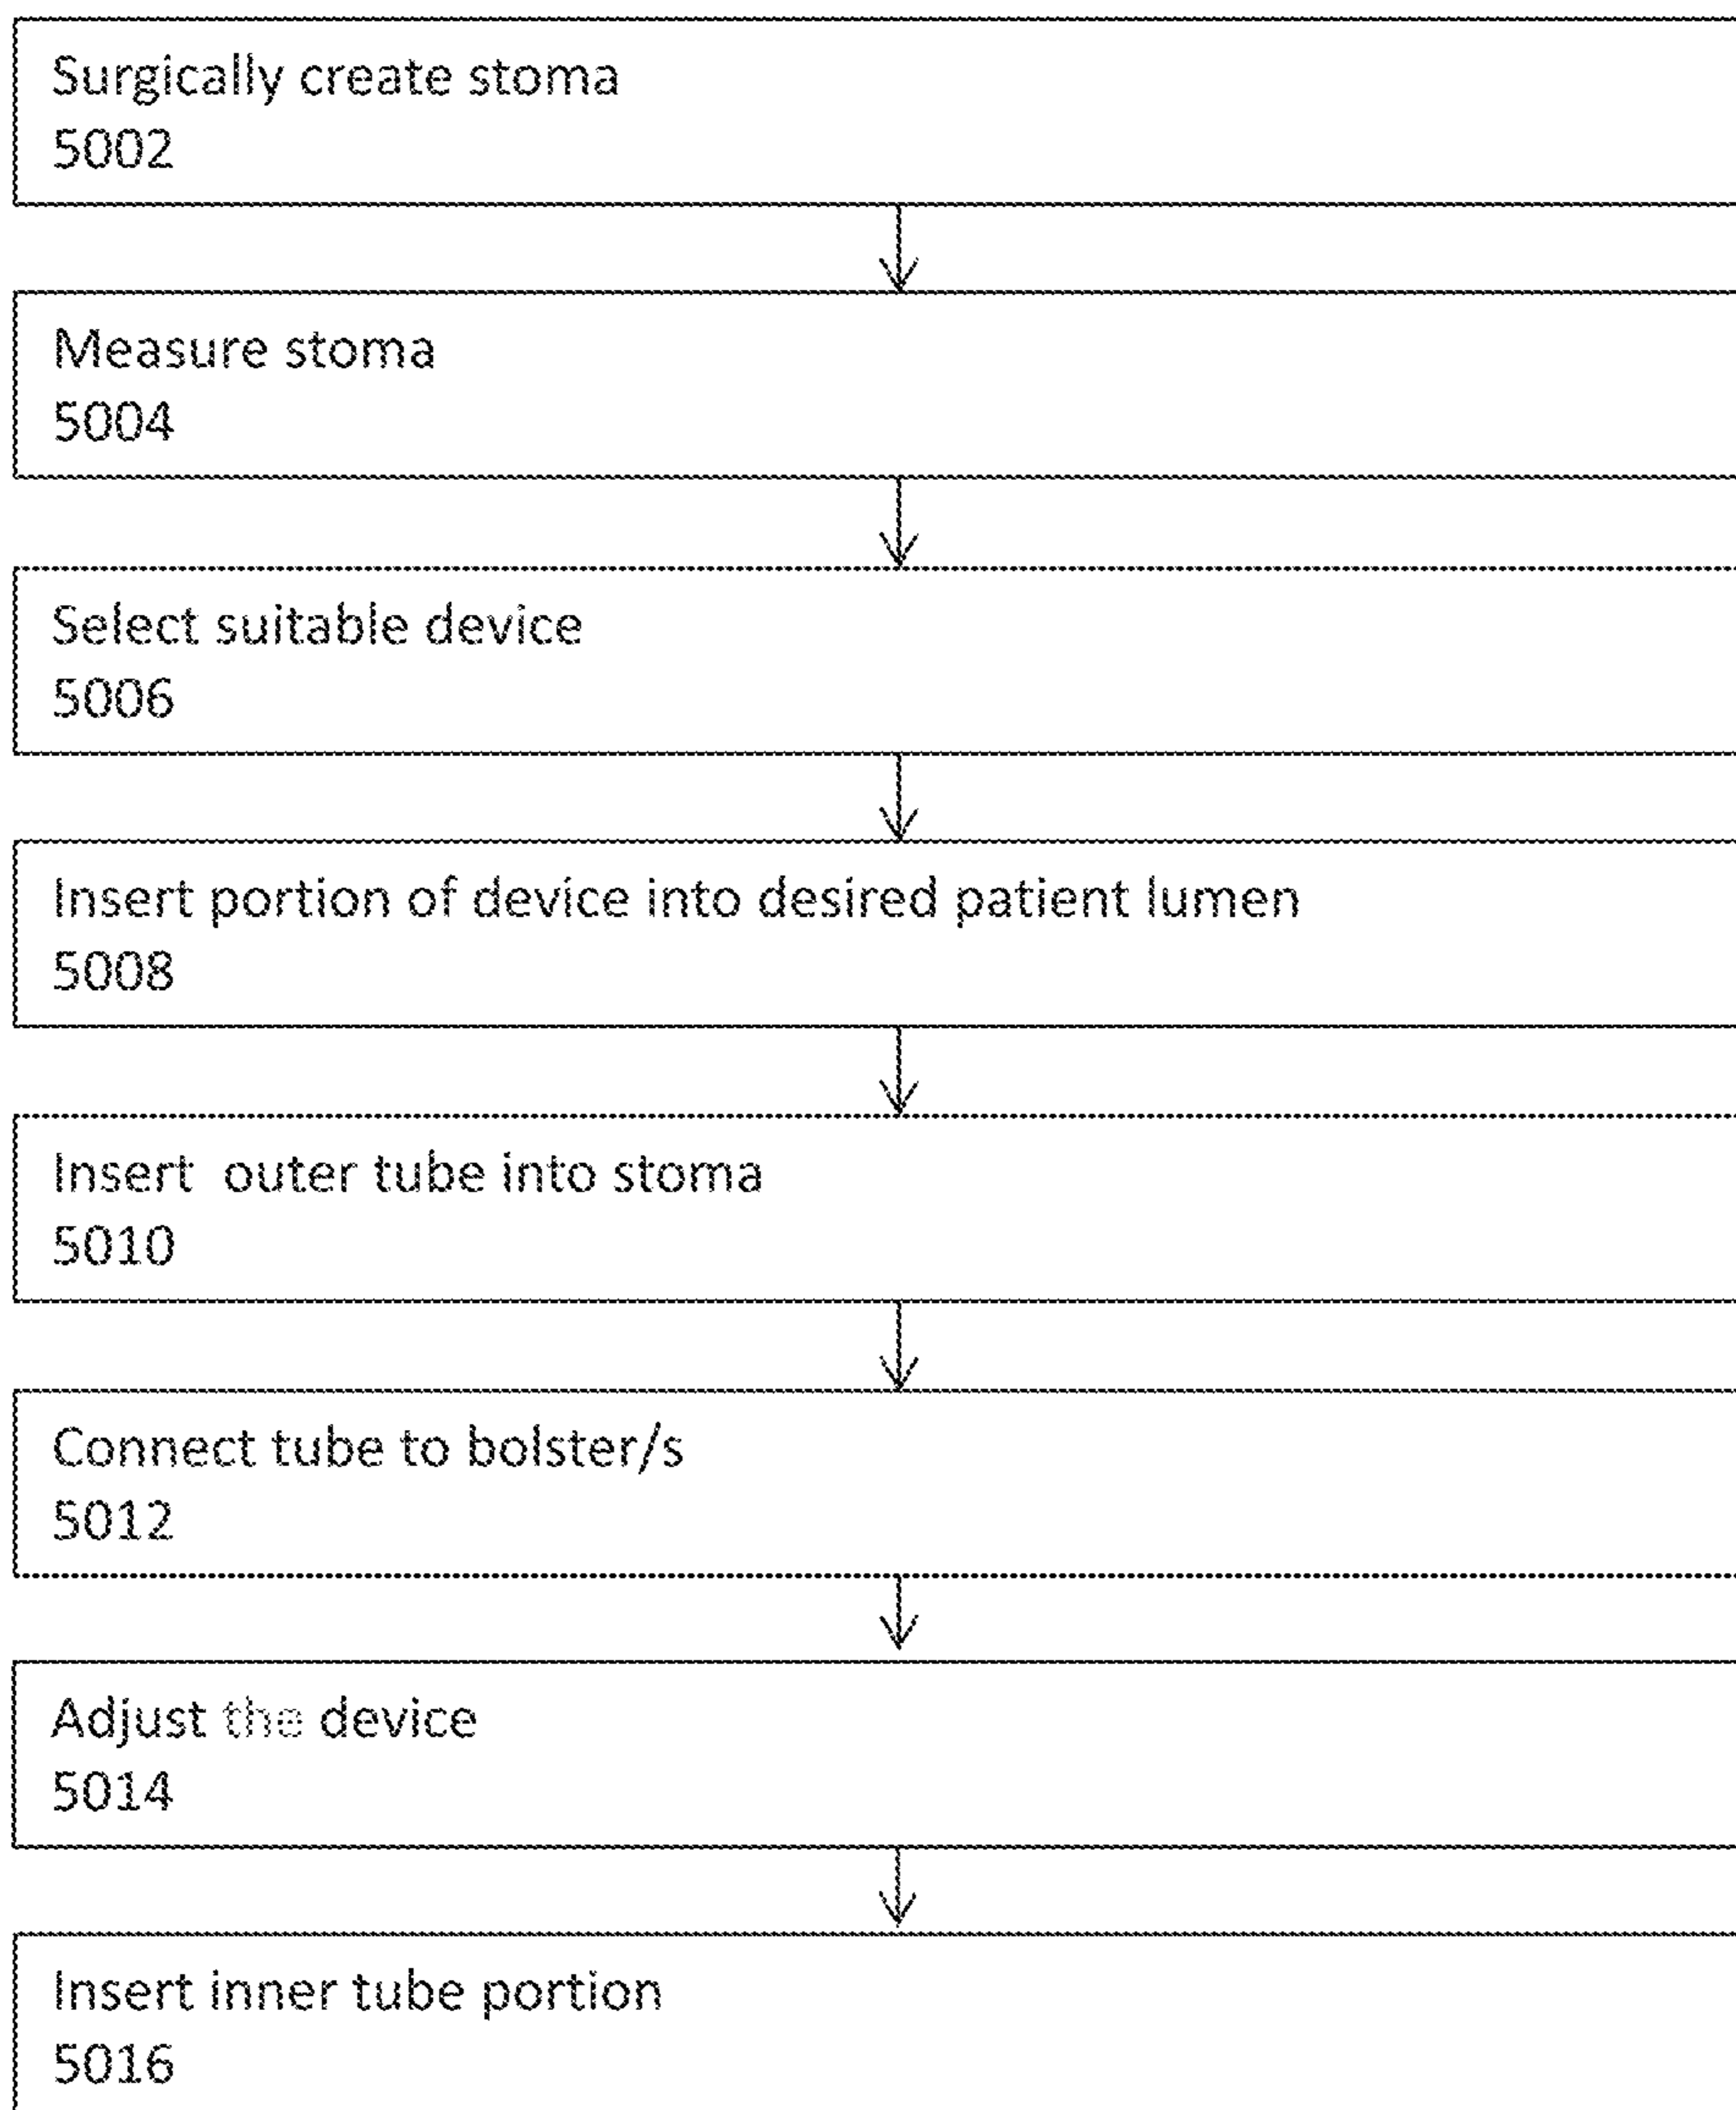 Surgically create stoma
5002
Measure stoma
5004
Select suitable device
5006
Insert portion of device into desired patient lumen
5008
Insert outer tube into stoma
5010
Connect tube to bolster/s
5012
Adjust the device
5014
Insert inner tube portion
5016